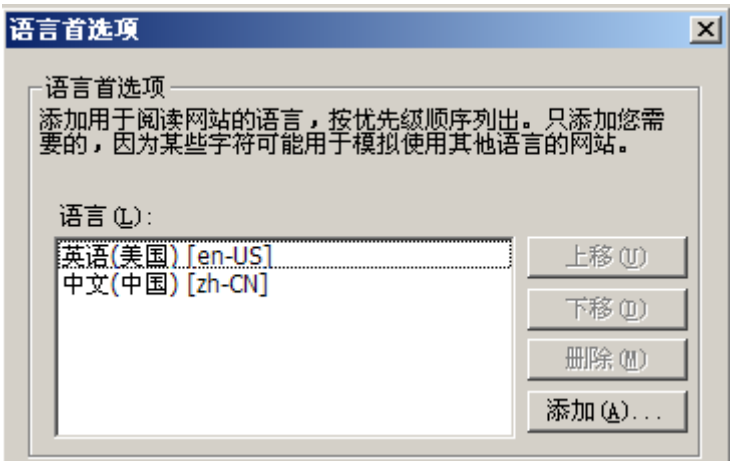 语言首选项
语言首选项
添加用于阅读网站的语言，按优先级顺序列出。只添加您需
要的，因为某些字符可能用于模拟使用其他语言的网站。
语言(L):
英语(美国) [en-US]
中文(中国) [zh-CN]
上移(U)
下移(D)
删除(M)
添加(A)...